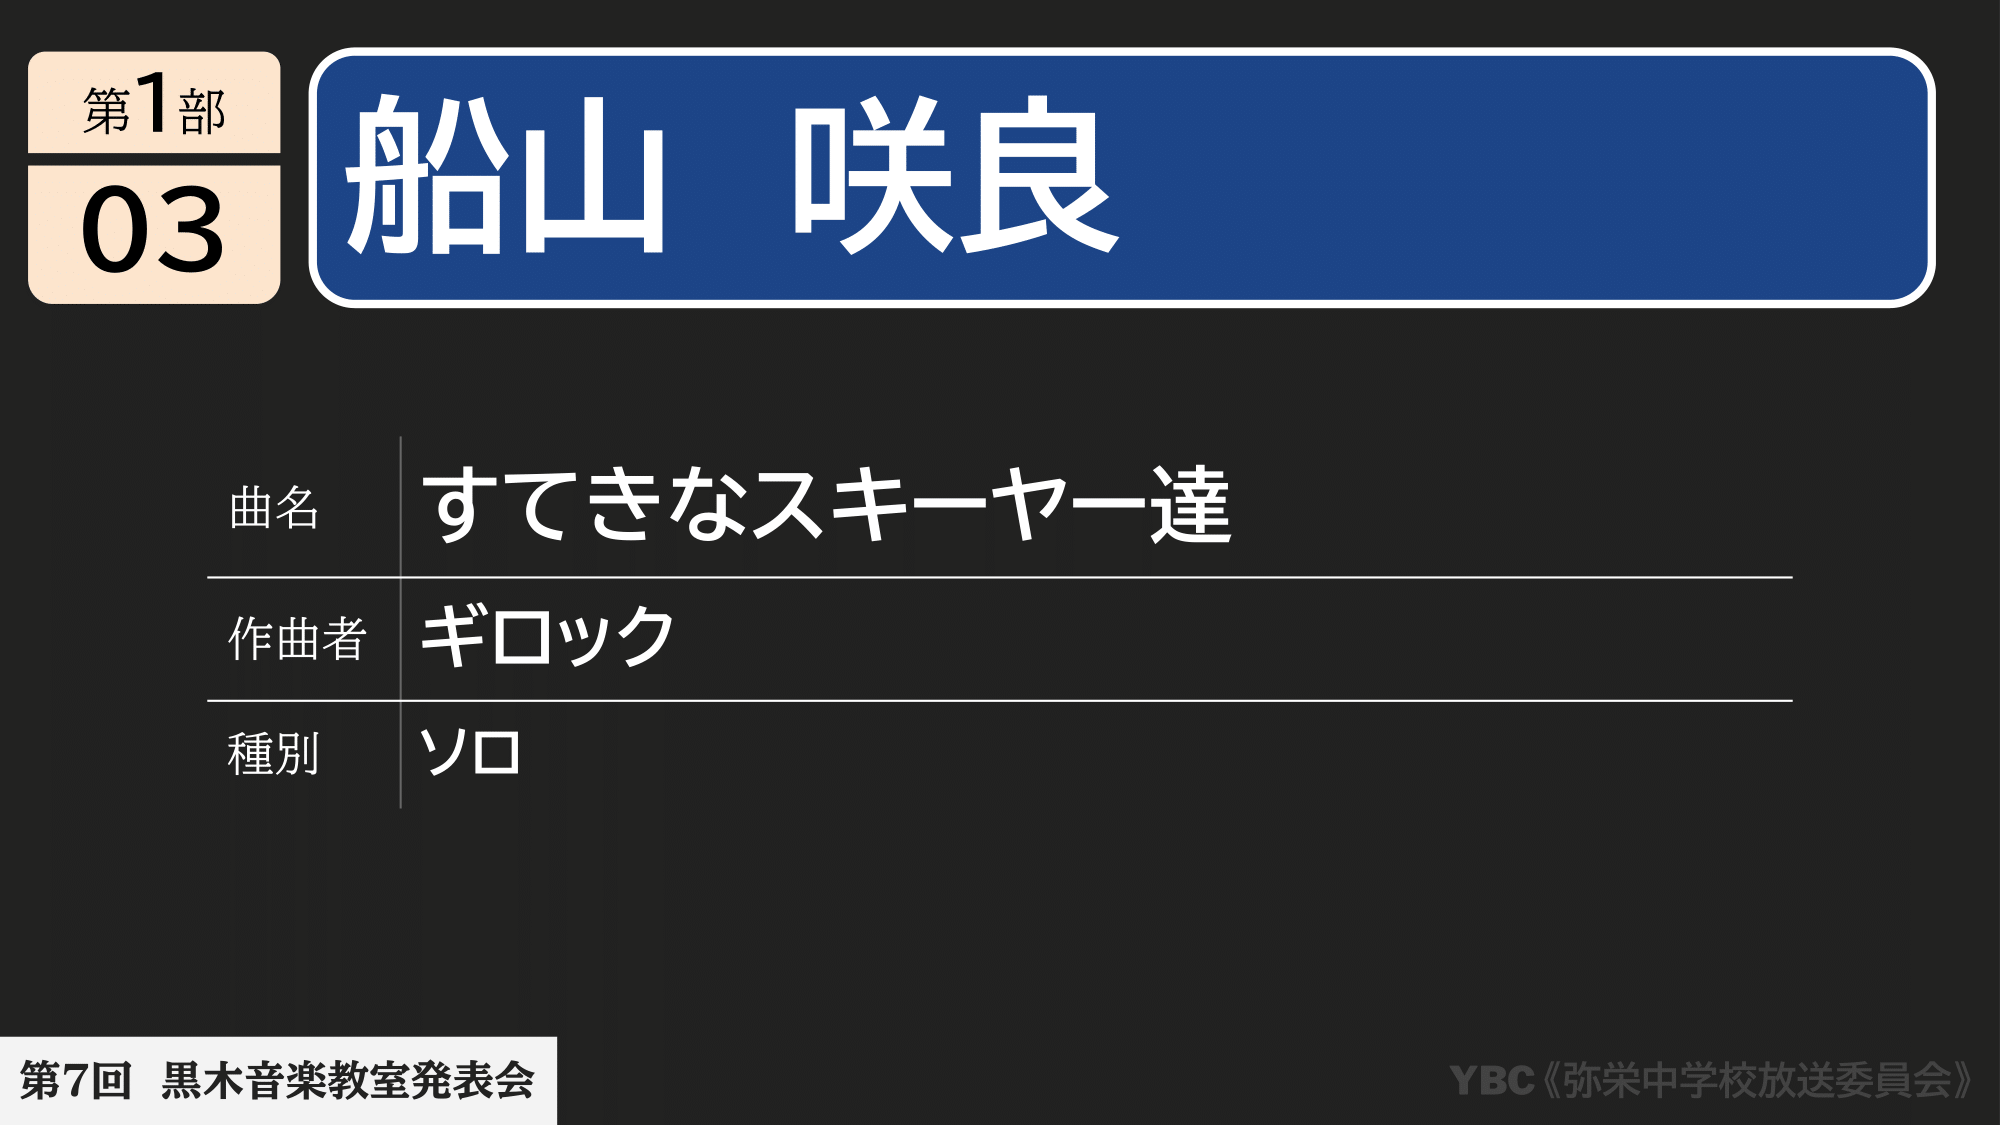 第1部
03
船山　咲良
曲名 すてきなスキーヤー達
作曲者 ギロック
種別 ソロ
第7回　黒木音楽教室発表会
YBC《弥栄中学校放送委員会》